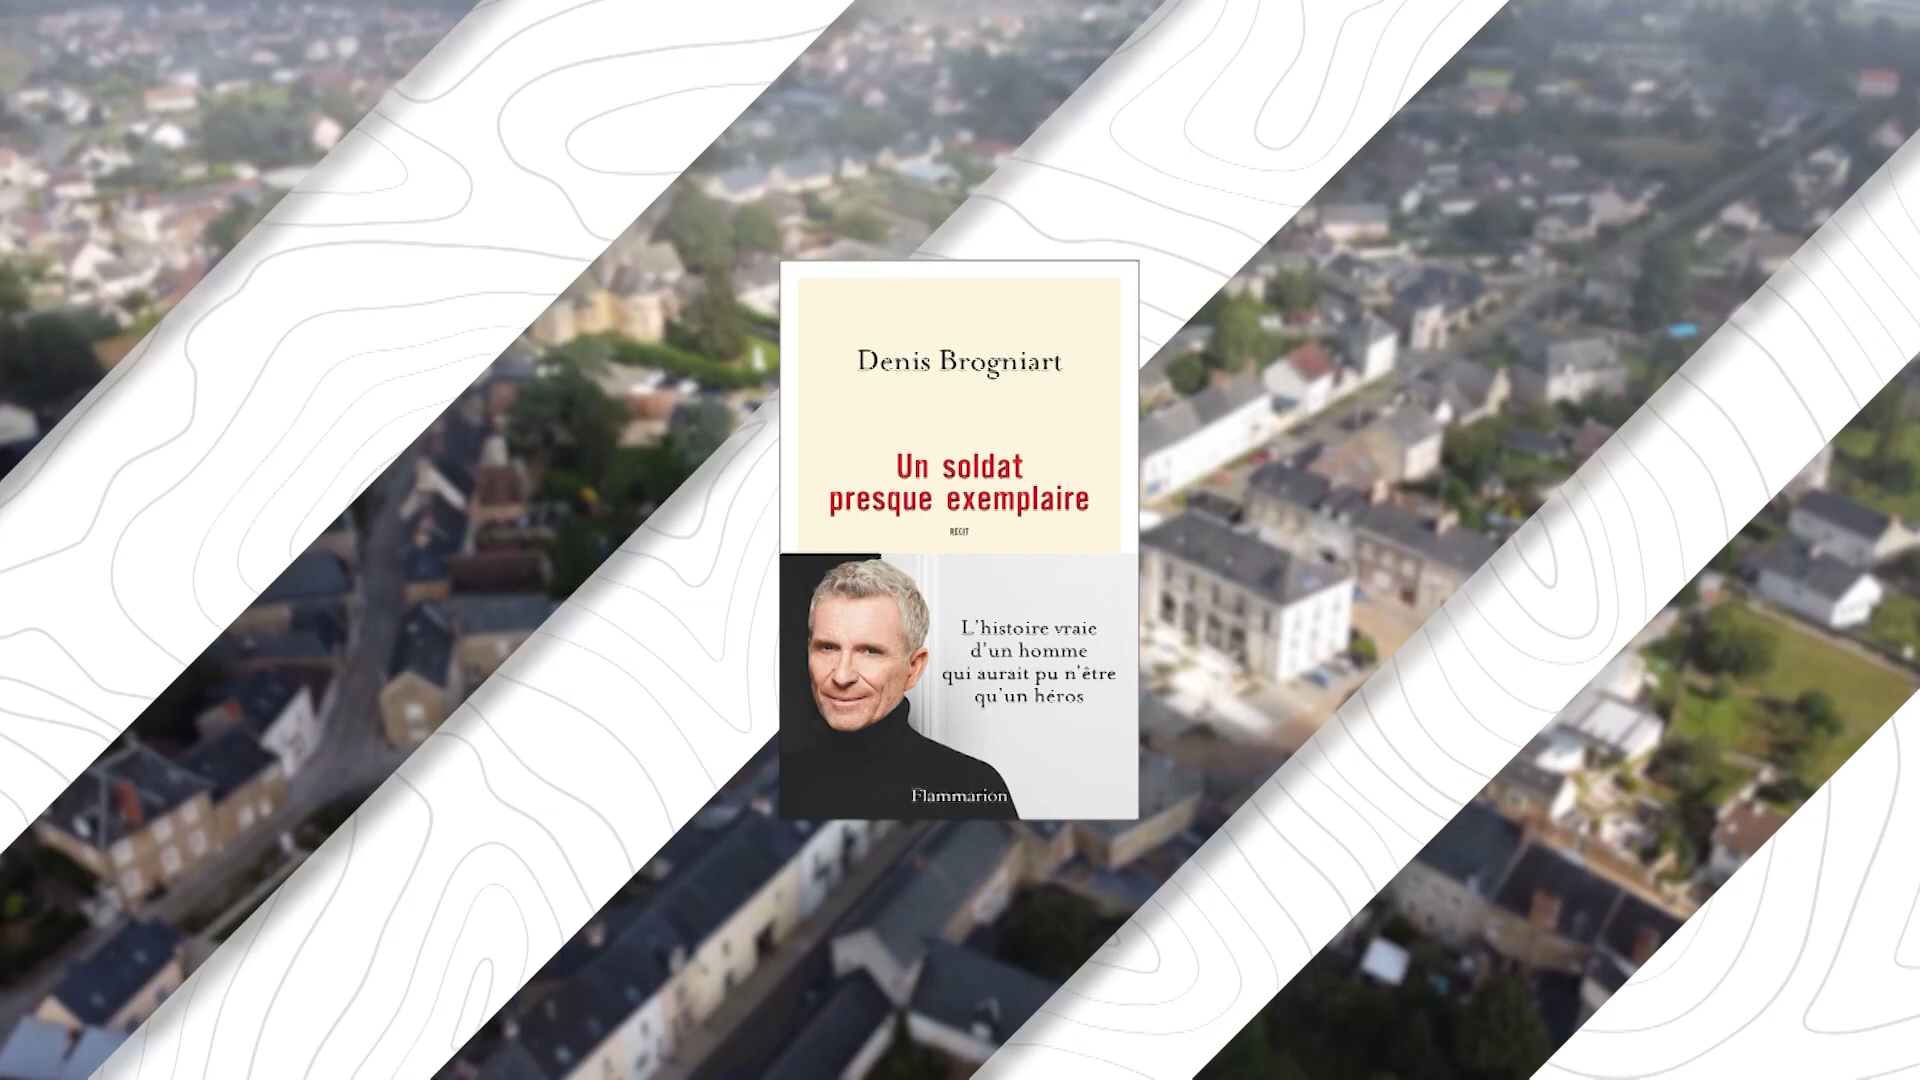 Denis Brogniart
Un soldat
presque exemplaire
RÉCIT
L'histoire vraie
d'un homme
qui aurait pu n'être
qu'un héros
Flammarion